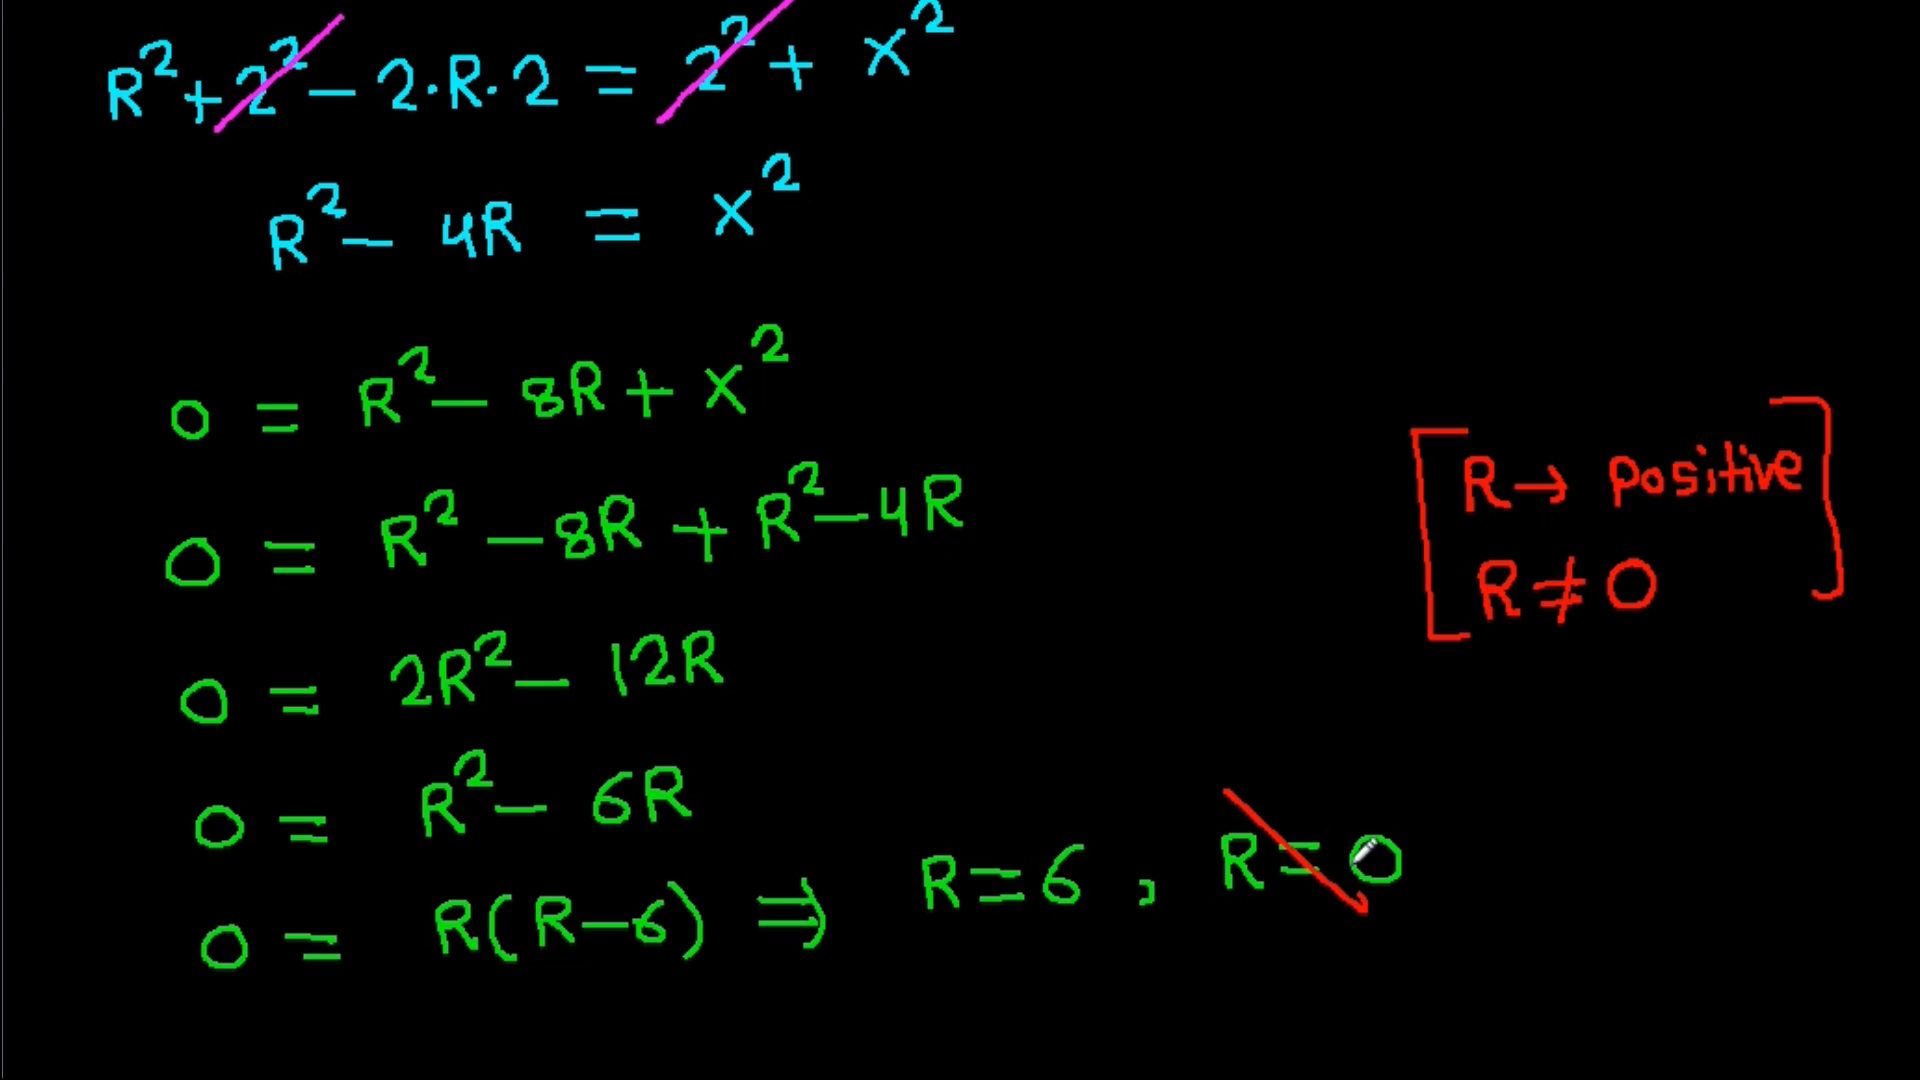 R² + 2² − 2·R·2 = 2² + x²
R² − 4R = x²
0 = R² − 8R + x²
0 = R² − 8R + R² − 4R
0 = 2R² − 12R
0 = R² − 6R
0 = R(R−6) ⇒ R = 6 , R = 0
[R → positive
R ≠ 0]